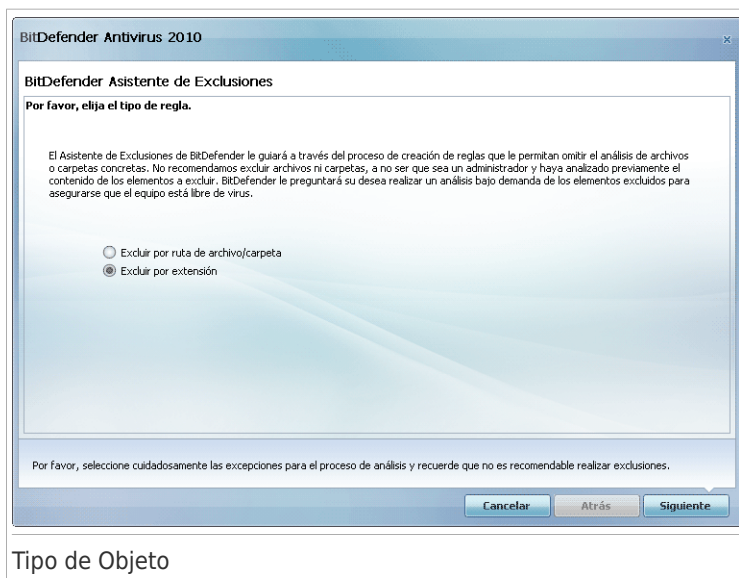 BitDefender Antivirus 2010
x
BitDefender Asistente de Exclusiones
Por favor, elija el tipo de regla.
El Asistente de Exclusiones de BitDefender le guiará a través del proceso de creación de reglas que le permitan omitir el análisis de archivos
o carpetas concretas. No recomendamos excluir archivos ni carpetas, a no ser que sea un administrador y haya analizado previamente el
contenido de los elementos a excluir. BitDefender le preguntará su desea realizar un análisis bajo demanda de los elementos excluidos para
asegurarse que el equipo está libre de virus.
Excluir por ruta de archivo/carpeta
Excluir por extensión
Por favor, seleccione cuidadosamente las excepciones para el proceso de análisis y recuerde que no es recomendable realizar exclusiones.
Cancelar Atrás Siguiente
Tipo de Objeto